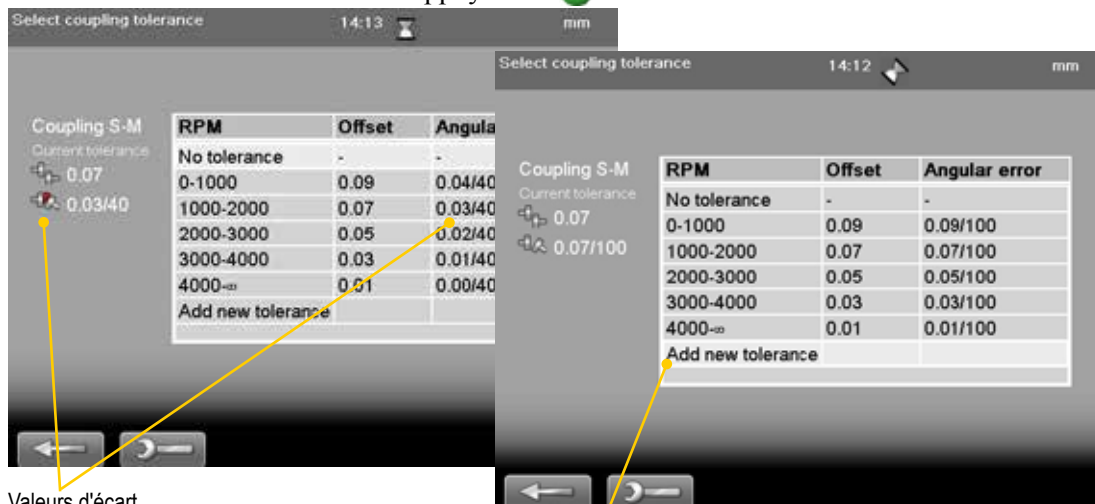 Select coupling tolerance 14:13 mm
Coupling S-M
Current tolerance
0.07
0.03/40
RPM Offset Angula
No tolerance - -
0-1000 0.09 0.04/40
1000-2000 0.07 0.03/40
2000-3000 0.05 0.02/40
3000-4000 0.03 0.01/40
4000-∞ 0.01 0.00/40
Add new tolerance
Valeurs d'écart
Select coupling tolerance 14:12 mm
Coupling S-M
Current tolerance
0.07
0.07/100
RPM Offset Angular error
No tolerance - -
0-1000 0.09 0.09/100
1000-2000 0.07 0.07/100
2000-3000 0.05 0.05/100
3000-4000 0.03 0.03/100
4000-∞ 0.01 0.01/100
Add new tolerance